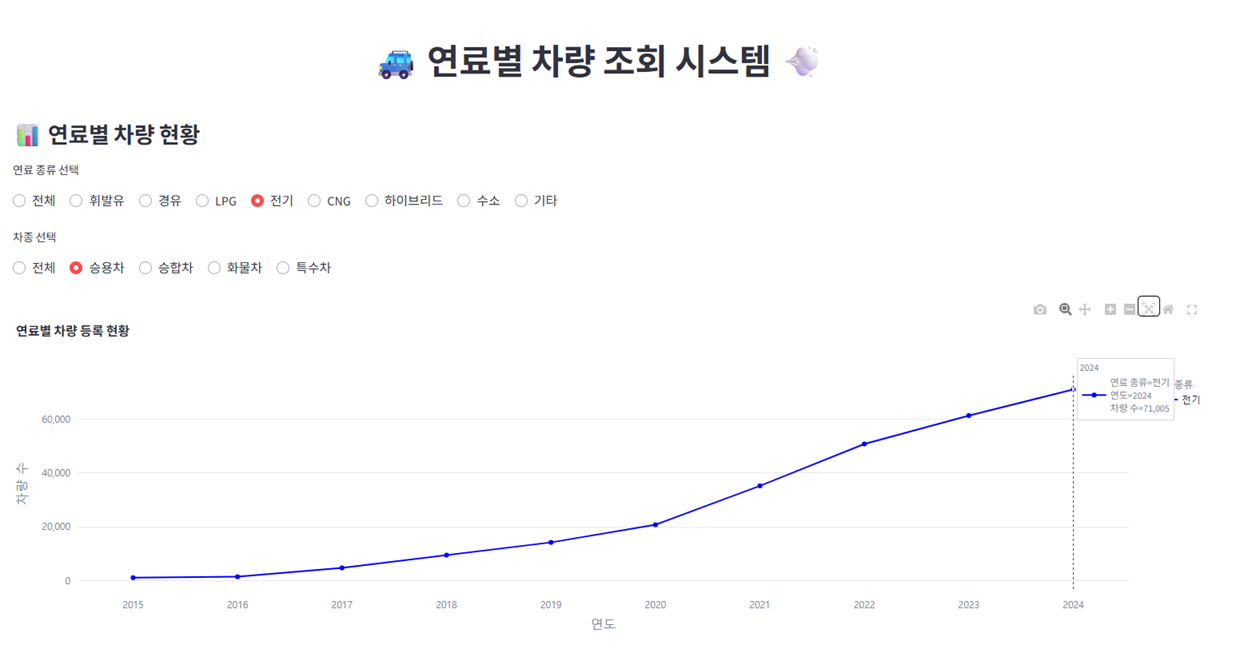 연료별 차량 조회 시스템
연료별 차량 현황
연료 종류 선택
전체 휘발유 경유 LPG 전기 CNG 하이브리드 수소 기타
차종 선택
전체 승용차 승합차 화물차 특수차
연료별 차량 등록 현황
2024
연료 종류=전기
연도=2024
차량 수=71,005
종류
전기
60,000
40,000
20,000
0
차량 수
2015 2016 2017 2018 2019 2020 2021 2022 2023 2024
연도